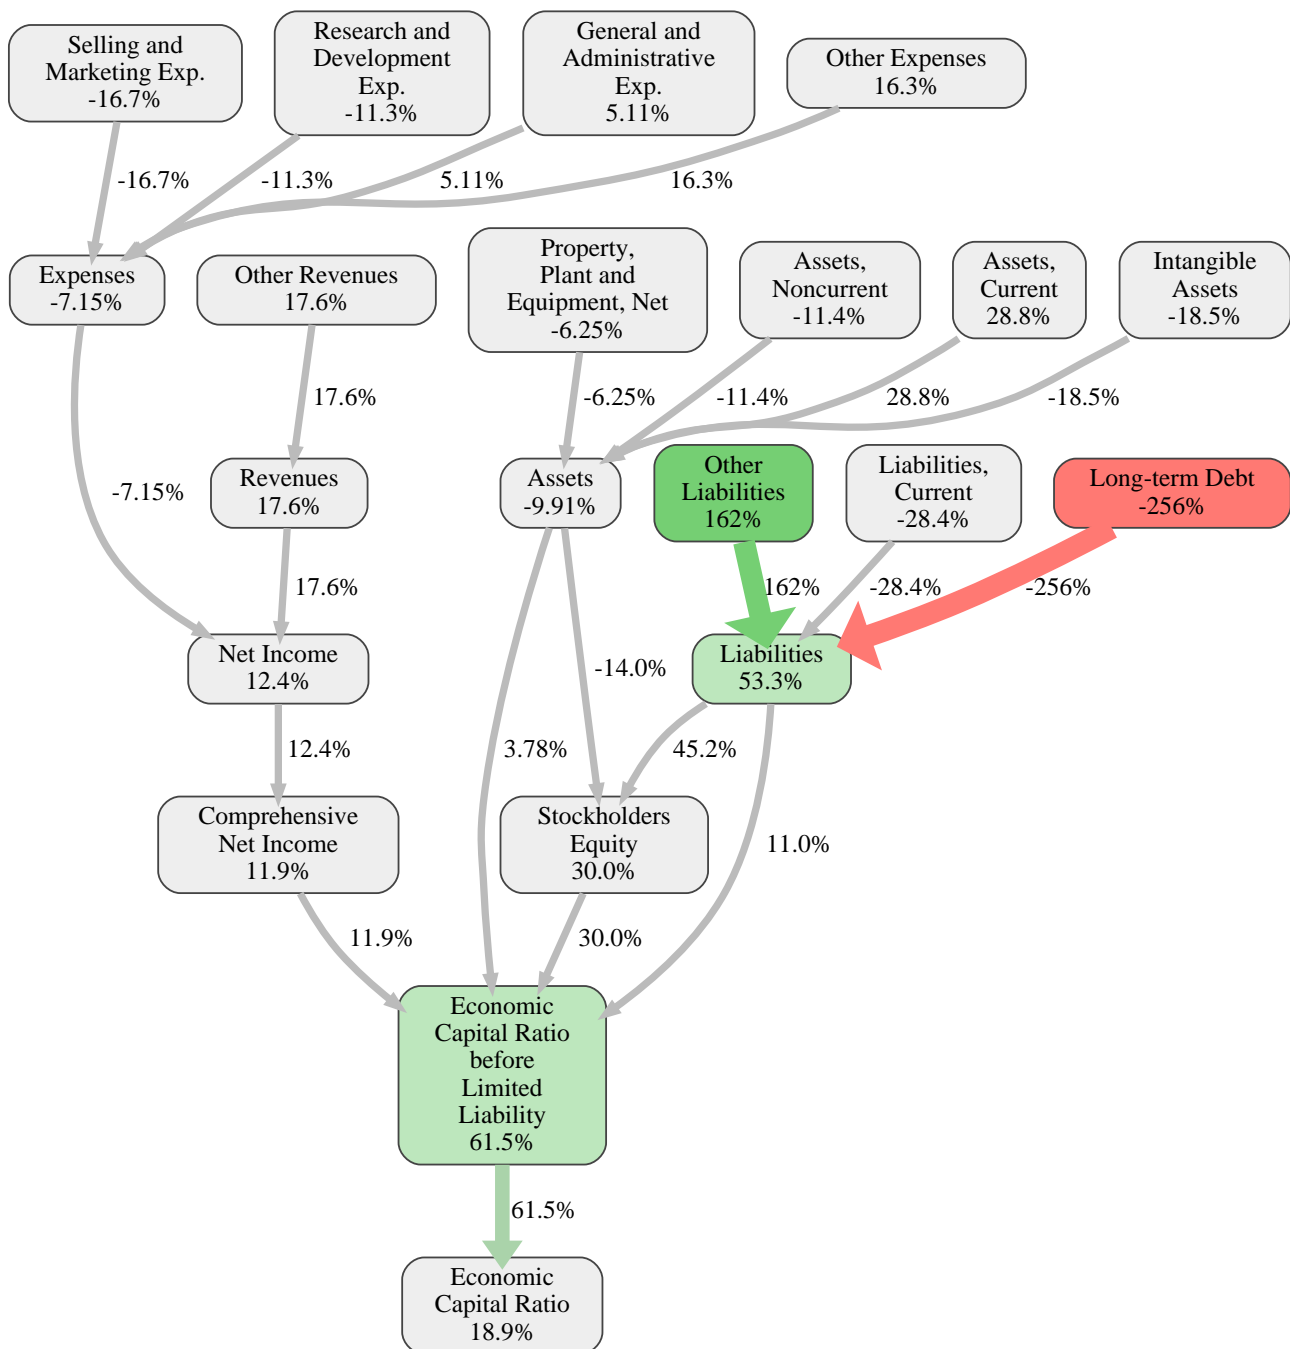 Selling and
Marketing Exp.
-16.7%
Research and
Development
Exp.
-11.3%
General and
Administrative
Exp.
5.11%
Other Expenses
16.3%
-16.7%
-11.3%
5.11%
16.3%
Expenses
-7.15%
Other Revenues
17.6%
Property,
Plant and
Equipment, Net
-6.25%
Assets,
Noncurrent
-11.4%
Assets,
Current
28.8%
Intangible
Assets
-18.5%
17.6%
-6.25%
-11.4%
28.8%
-18.5%
-7.15%
Revenues
17.6%
Assets
-9.91%
Other
Liabilities
162%
Liabilities,
Current
-28.4%
Long-term Debt
-256%
17.6%
162%
-28.4%
-256%
Net Income
12.4%
-14.0%
Liabilities
53.3%
12.4%
3.78%
45.2%
Comprehensive
Net Income
11.9%
Stockholders
Equity
30.0%
11.0%
11.9%
30.0%
Economic
Capital Ratio
before
Limited
Liability
61.5%
61.5%
Economic
Capital Ratio
18.9%